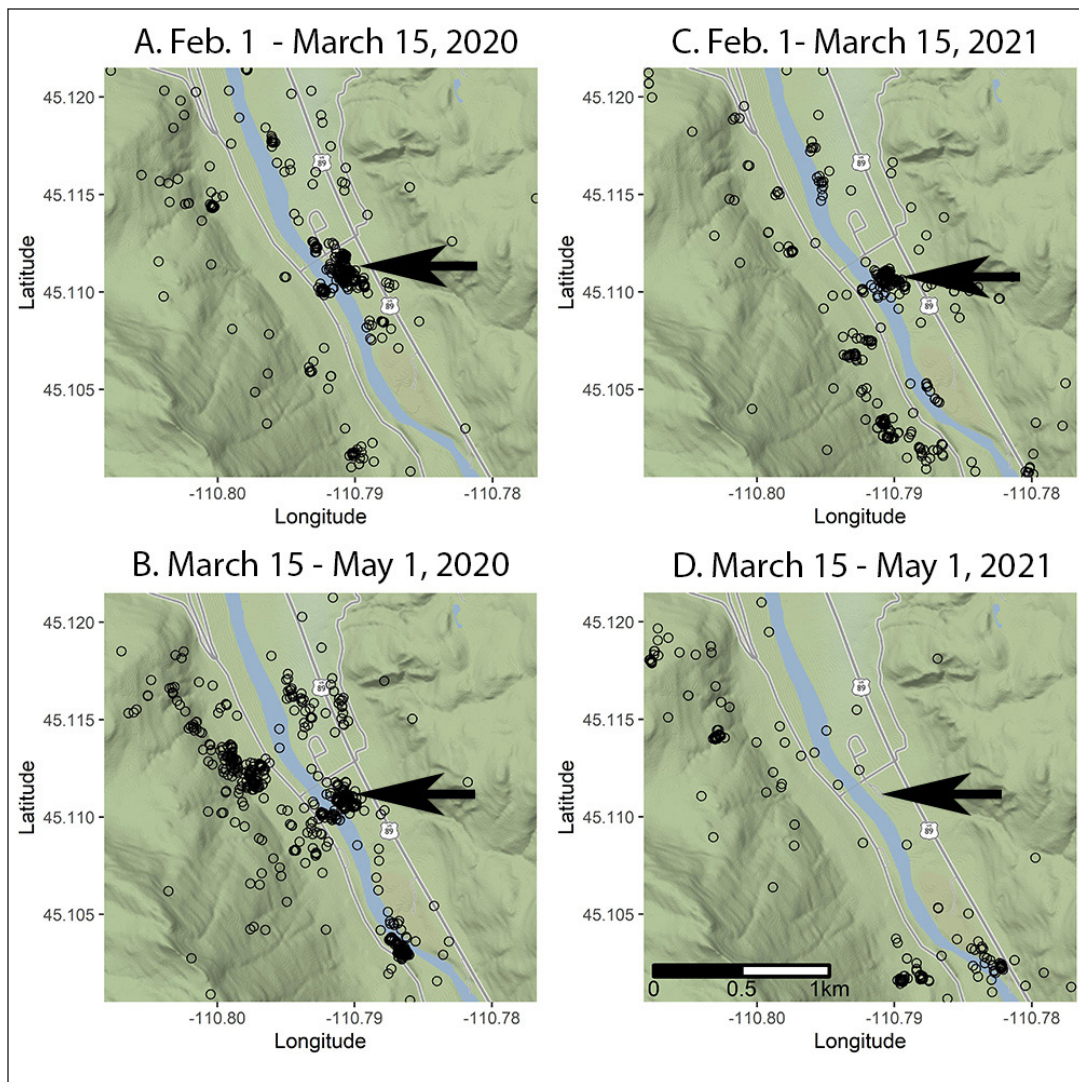 A. Feb. 1 - March 15, 2020
45.120
45.115
45.110
45.105
Latitude
89
89
-110.80
-110.79
-110.78
Longitude
C. Feb. 1- March 15, 2021
45.120
45.115
45.110
45.105
Latitude
89
89
-110.80
-110.79
-110.78
Longitude
B. March 15 - May 1, 2020
45.120
45.115
45.110
45.105
Latitude
89
89
-110.80
-110.79
-110.78
Longitude
D. March 15 - May 1, 2021
45.120
45.115
45.110
45.105
Latitude
89
89
0 0.5 1km
-110.80
-110.79
-110.78
Longitude